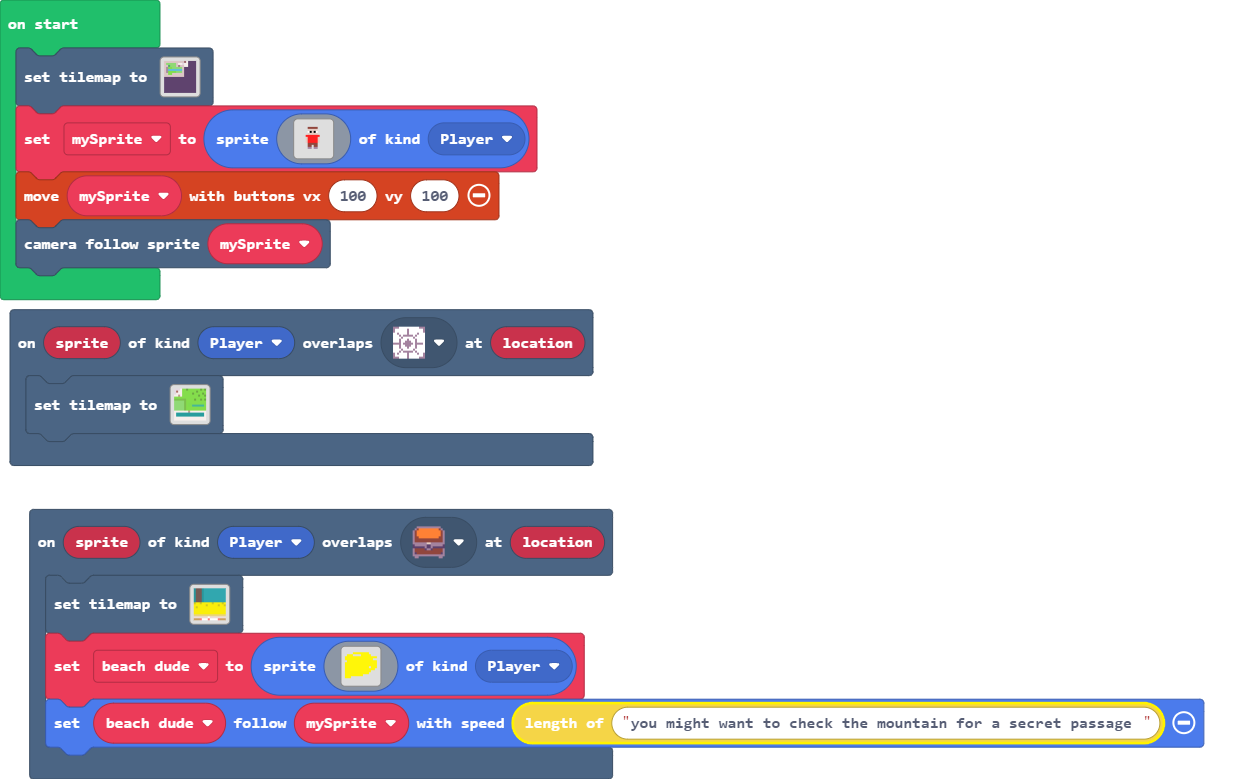 on start
set tilemap to
set mySprite to sprite of kind Player
move mySprite with buttons vx 100 vy 100
camera follow sprite mySprite
on sprite of kind Player overlaps at location
set tilemap to
on sprite of kind Player overlaps at location
set tilemap to
set beach dude to sprite of kind Player
set beach dude follow mySprite with speed length of "you might want to check the mountain for a secret passage "